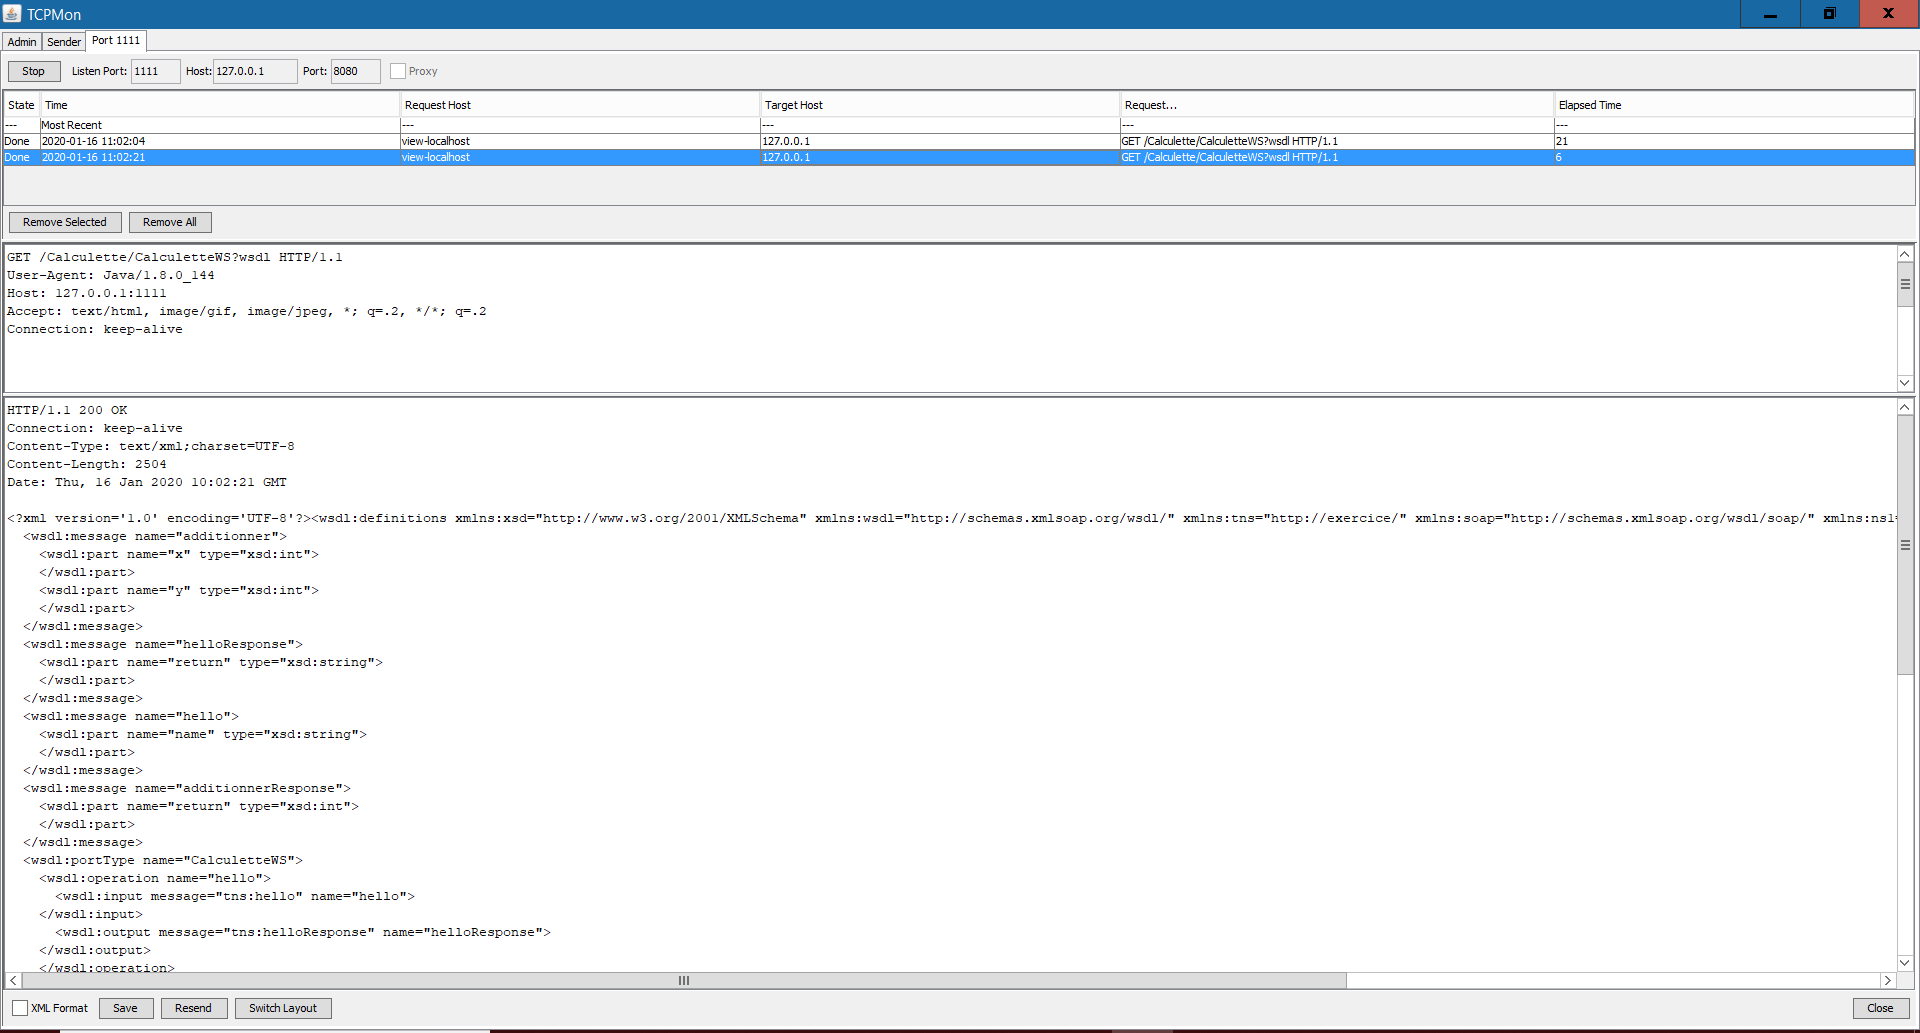 TCPMon
Admin Sender Port 1111
Stop Listen Port: 1111 Host: 127.0.0.1 Port: 8080 Proxy
State Time Request Host Target Host Request... Elapsed Time
--- Most Recent --- --- --- ---
Done 2020-01-16 11:02:04 view-localhost 127.0.0.1 GET /Calculette/CalculetteWS?wsdl HTTP/1.1 21
Done 2020-01-16 11:02:21 view-localhost 127.0.0.1 GET /Calculette/CalculetteWS?wsdl HTTP/1.1 6
Remove Selected Remove All
GET /Calculette/CalculetteWS?wsdl HTTP/1.1
User-Agent: Java/1.8.0_144
Host: 127.0.0.1:1111
Accept: text/html, image/gif, image/jpeg, *; q=.2, */*; q=.2
Connection: keep-alive
HTTP/1.1 200 OK
Connection: keep-alive
Content-Type: text/xml;charset=UTF-8
Content-Length: 2504
Date: Thu, 16 Jan 2020 10:02:21 GMT
<?xml version='1.0' encoding='UTF-8'?><wsdl:definitions xmlns:xsd="http://www.w3.org/2001/XMLSchema" xmlns:wsdl="http://schemas.xmlsoap.org/wsdl/" xmlns:tns="http://exercice/" xmlns:soap="http://schemas.xmlsoap.org/wsdl/soap/" xmlns:ns1=
<wsdl:message name="additionner">
<wsdl:part name="x" type="xsd:int">
</wsdl:part>
<wsdl:part name="y" type="xsd:int">
</wsdl:part>
</wsdl:message>
<wsdl:message name="helloResponse">
<wsdl:part name="return" type="xsd:string">
</wsdl:part>
</wsdl:message>
<wsdl:message name="hello">
<wsdl:part name="name" type="xsd:string">
</wsdl:part>
</wsdl:message>
<wsdl:message name="additionnerResponse">
<wsdl:part name="return" type="xsd:int">
</wsdl:part>
</wsdl:message>
<wsdl:portType name="CalculetteWS">
<wsdl:operation name="hello">
<wsdl:input message="tns:hello" name="hello">
</wsdl:input>
<wsdl:output message="tns:helloResponse" name="helloResponse">
</wsdl:output>
</wsdl:operation>
XML Format Save Resend Switch Layout Close